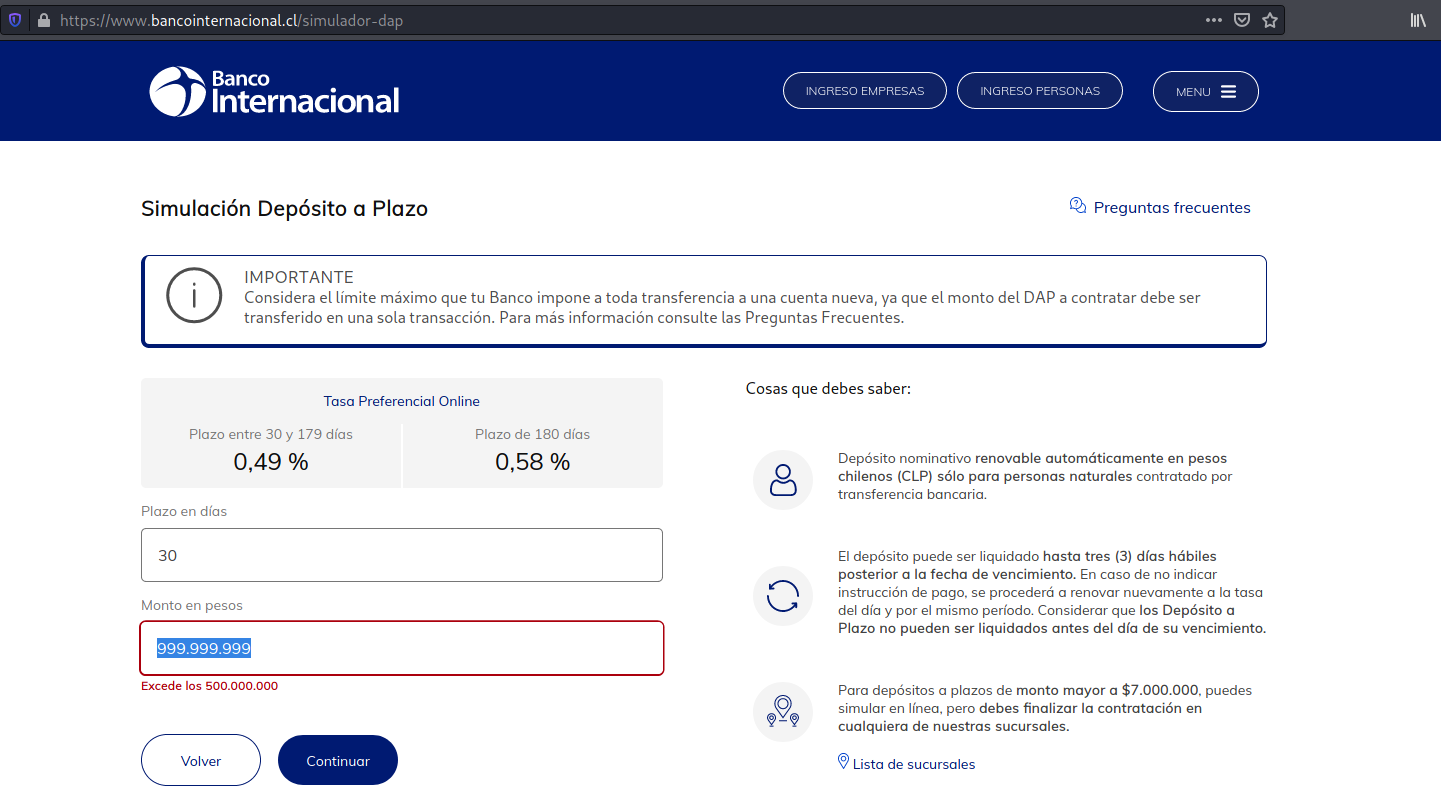 https://www.bancointernacional.cl/simulador-dap
Banco
Internacional
INGRESO EMPRESAS
INGRESO PERSONAS
MENU
Simulación Depósito a Plazo
Preguntas frecuentes
IMPORTANTE
Considera el límite máximo que tu Banco impone a toda transferencia a una cuenta nueva, ya que el monto del DAP a contratar debe ser
transferido en una sola transacción. Para más información consulte las Preguntas Frecuentes.
Tasa Preferencial Online
Plazo entre 30 y 179 días
0,49 %
Plazo de 180 días
0,58 %
Plazo en días
30
Monto en pesos
999.999.999
Excede los 500.000.000
Volver
Continuar
Cosas que debes saber:
Depósito nominativo renovable automáticamente en pesos
chilenos (CLP) sólo para personas naturales contratado por
transferencia bancaria.
El depósito puede ser liquidado hasta tres (3) días hábiles
posterior a la fecha de vencimiento. En caso de no indicar
instrucción de pago, se procederá a renovar nuevamente a la tasa
del día y por el mismo período. Considerar que los Depósito a
Plazo no pueden ser liquidados antes del día de su vencimiento.
Para depósitos a plazos de monto mayor a $7.000.000, puedes
simular en línea, pero debes finalizar la contratación en
cualquiera de nuestras sucursales.
Lista de sucursales